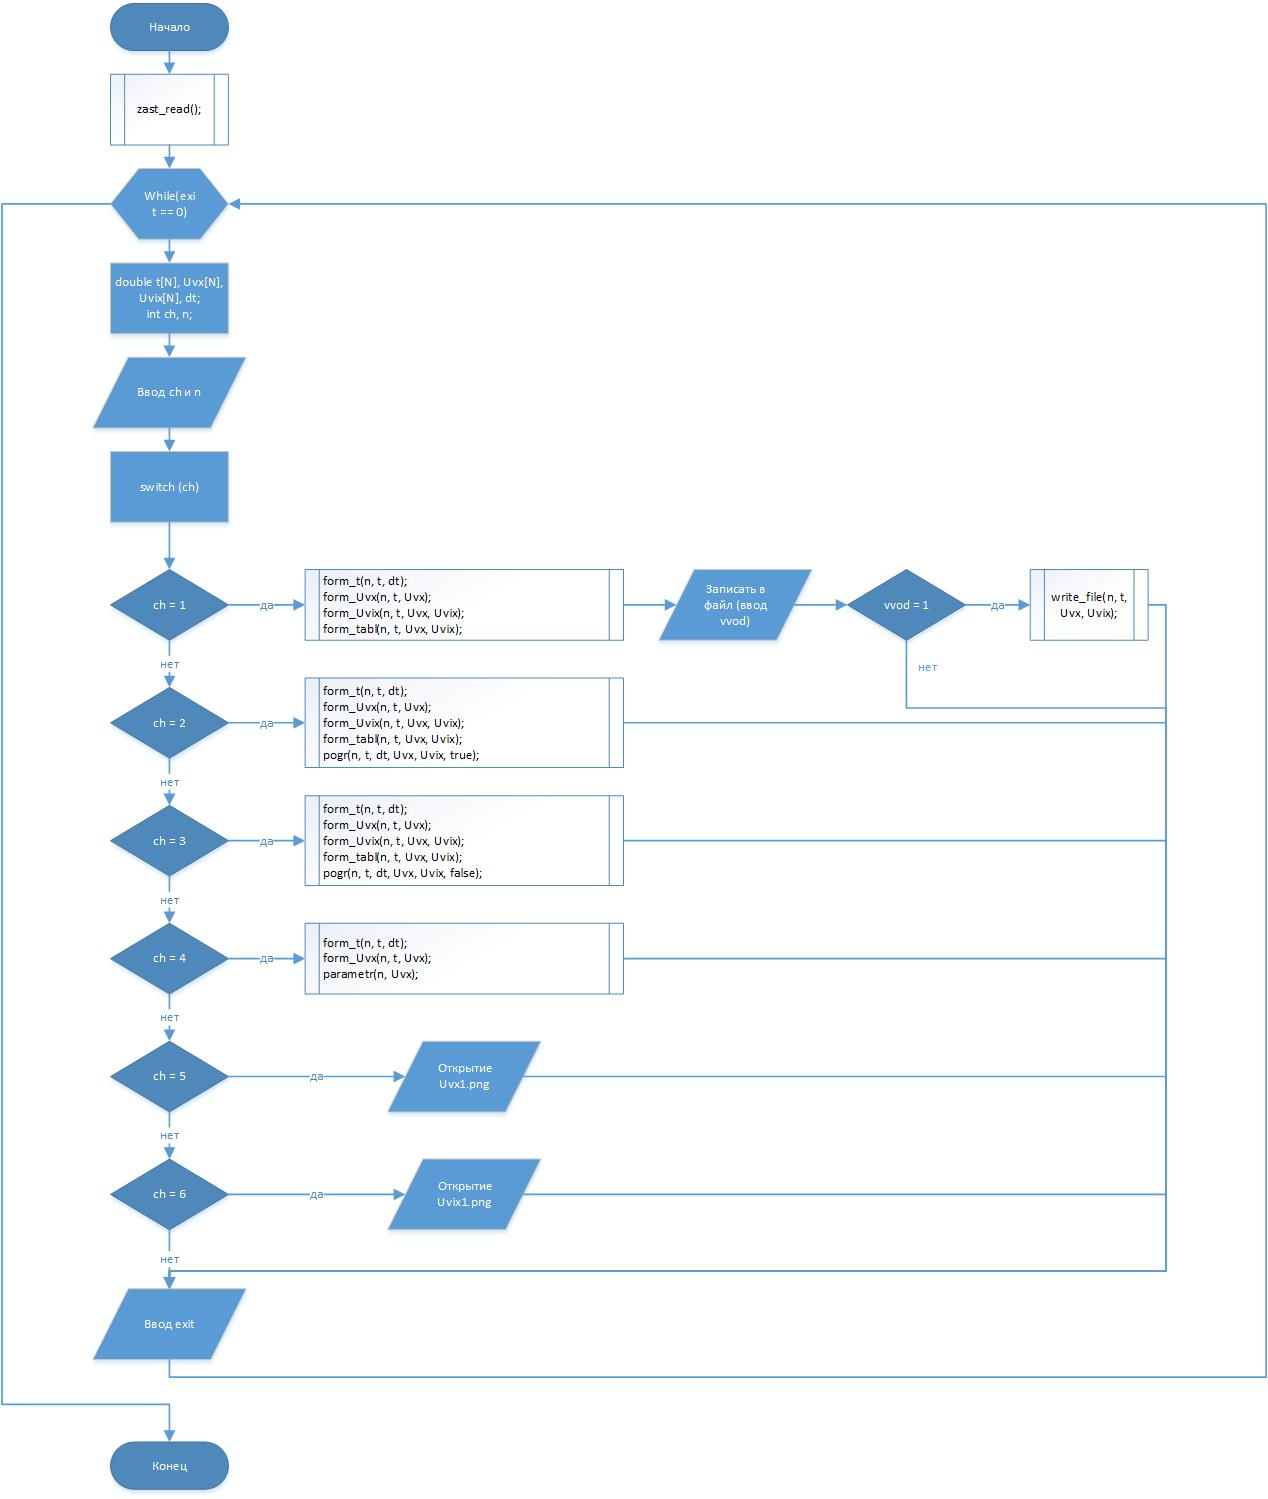 Начало
zast_read();
While(exi
t == 0)
double t[N], Uvx[N],
Uvix[N], dt;
int ch, n;
Ввод ch и n
switch (ch)
ch = 1
да
form_t(n, t, dt);
form_Uvx(n, t, Uvx);
form_Uvix(n, t, Uvx, Uvix);
form_tabl(n, t, Uvx, Uvix);
Записать в
файл (ввод
vvod)
vvod = 1
да
write_file(n, t,
Uvx, Uvix);
нет
нет
ch = 2
да
form_t(n, t, dt);
form_Uvx(n, t, Uvx);
form_Uvix(n, t, Uvx, Uvix);
form_tabl(n, t, Uvx, Uvix);
pogr(n, t, dt, Uvx, Uvix, true);
нет
ch = 3
да
form_t(n, t, dt);
form_Uvx(n, t, Uvx);
form_Uvix(n, t, Uvx, Uvix);
form_tabl(n, t, Uvx, Uvix);
pogr(n, t, dt, Uvx, Uvix, false);
нет
ch = 4
да
form_t(n, t, dt);
form_Uvx(n, t, Uvx);
parametr(n, Uvx);
нет
ch = 5
да
Открытие
Uvx1.png
нет
ch = 6
да
Открытие
Uvix1.png
нет
Ввод exit
Конец